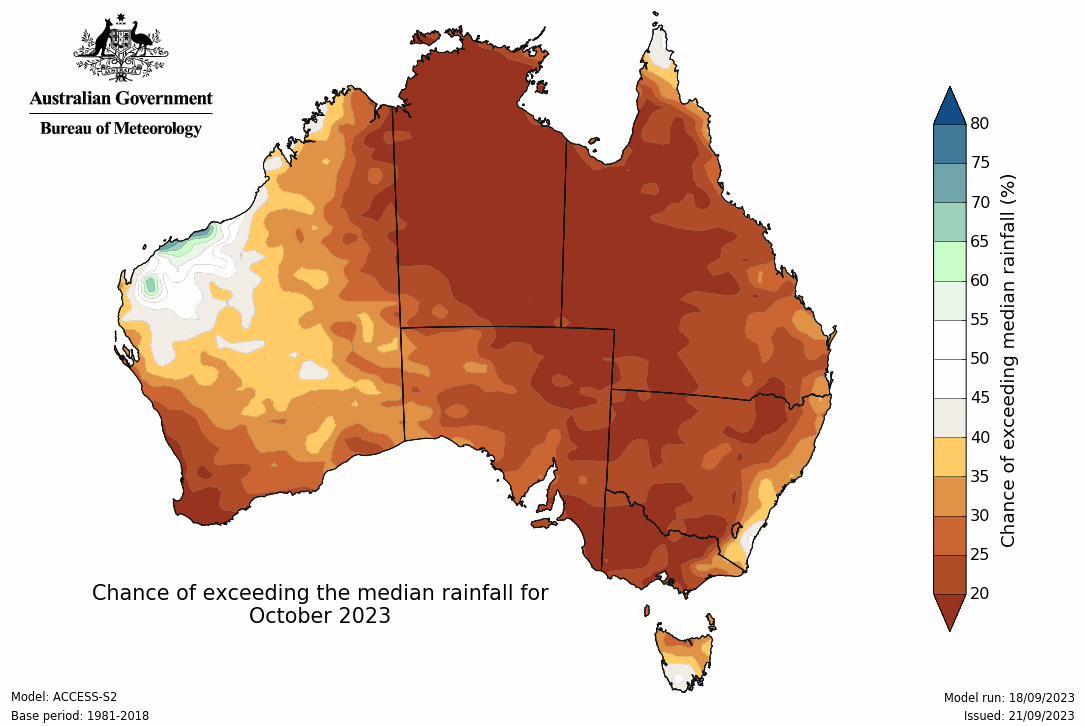 Australian Government
Bureau of Meteorology
80
75
70
65
60
55
50
45
40
35
30
25
20
Chance of exceeding median rainfall (%)
Chance of exceeding the median rainfall for
October 2023
Model: ACCESS-S2
Base period: 1981-2018
Model run: 18/09/2023
Issued: 21/09/2023